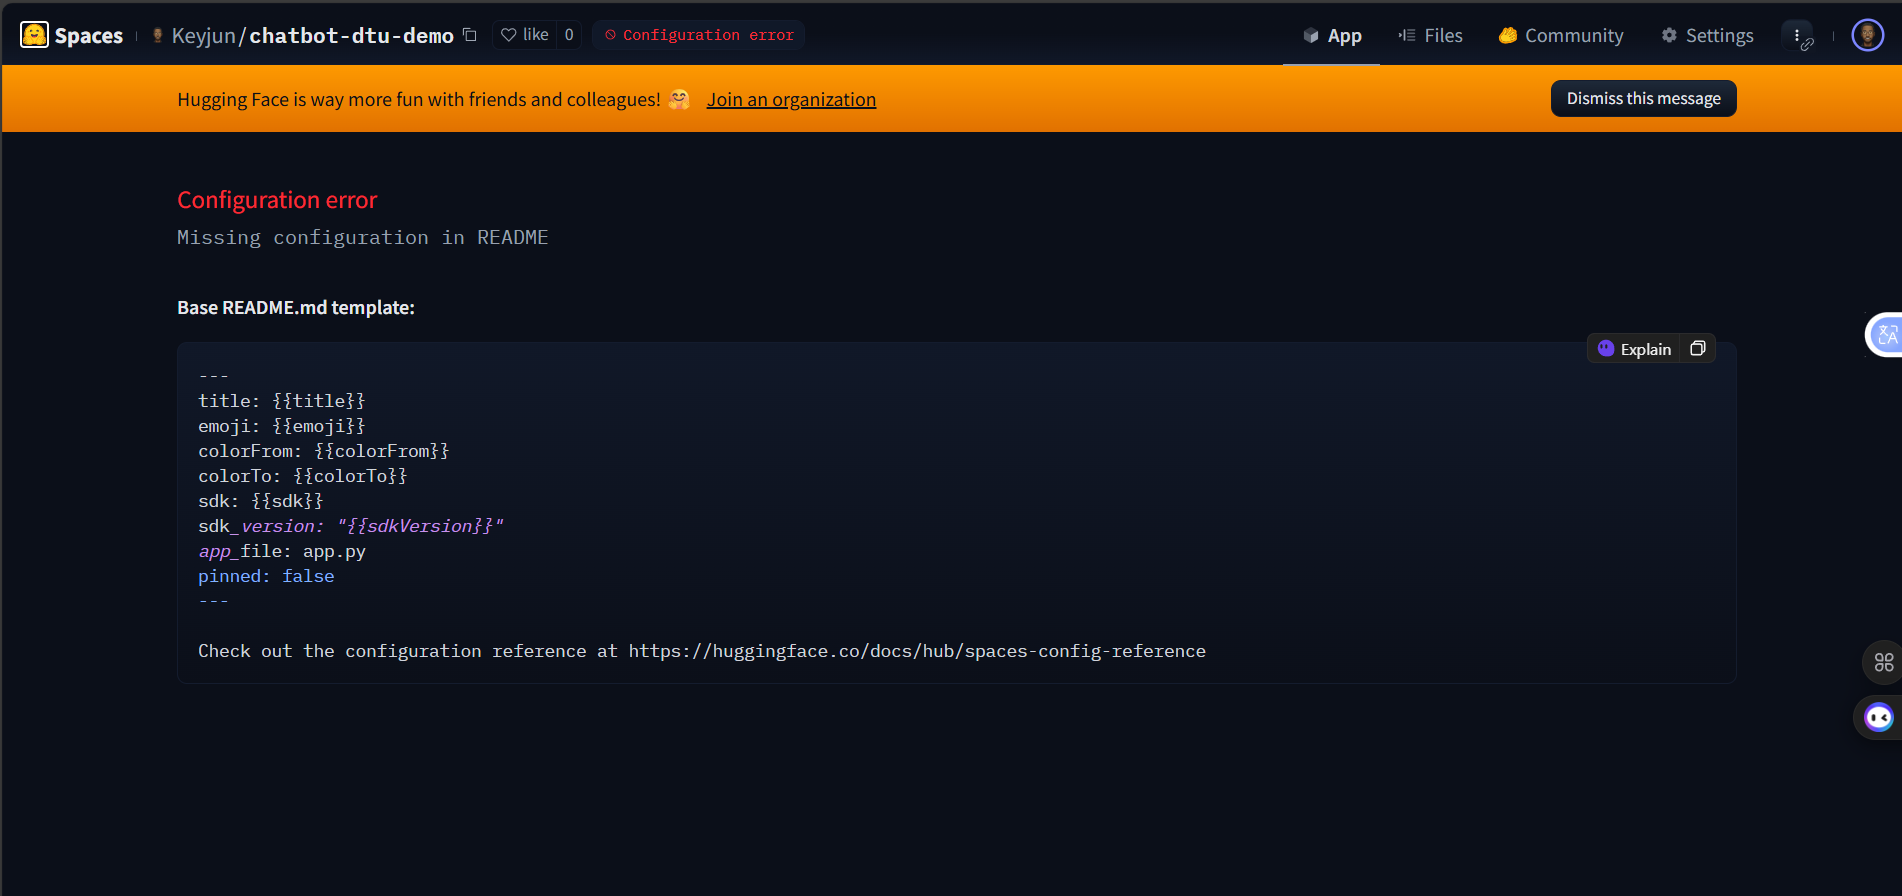 Spaces Keyjun/chatbot-dtu-demo like 0 Configuration error App Files Community Settings
Hugging Face is way more fun with friends and colleagues! 🤗 Join an organization Dismiss this message
Configuration error
Missing configuration in README
Base README.md template:
Explain
---
title: {{title}}
emoji: {{emoji}}
colorFrom: {{colorFrom}}
colorTo: {{colorTo}}
sdk: {{sdk}}
sdk_version: "{{sdkVersion}}"
app_file: app.py
pinned: false
---
Check out the configuration reference at https://huggingface.co/docs/hub/spaces-config-reference